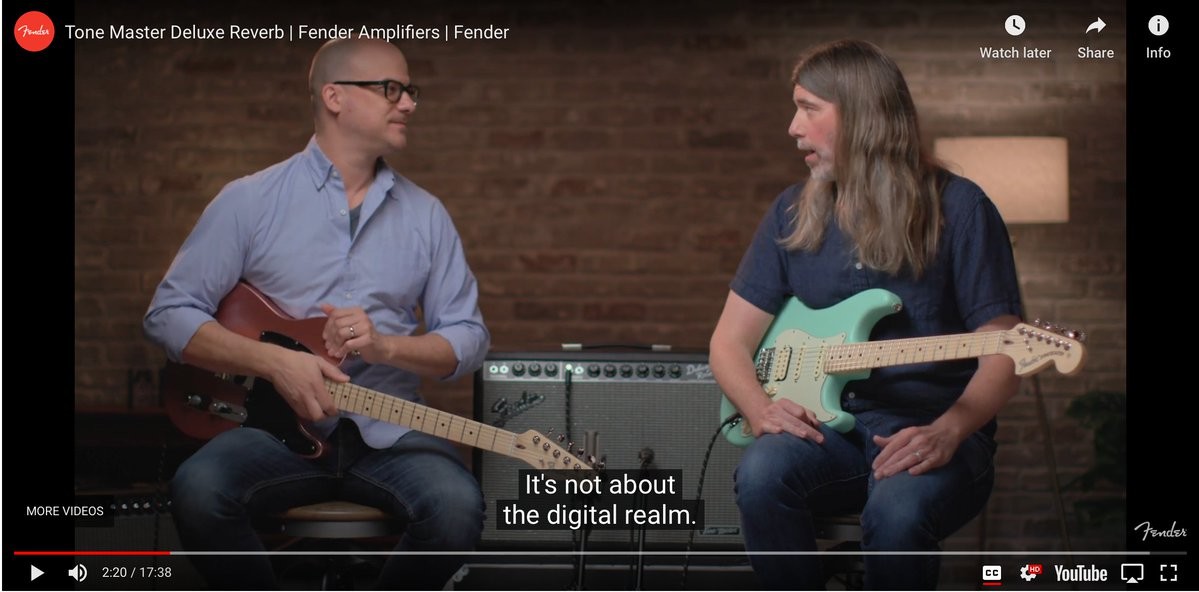 Fender
Tone Master Deluxe Reverb | Fender Amplifiers | Fender
Watch later
Share
Info
Fender
It's not about
the digital realm.
MORE VIDEOS
Fender
2:20 / 17:38
CC
HD
YouTube